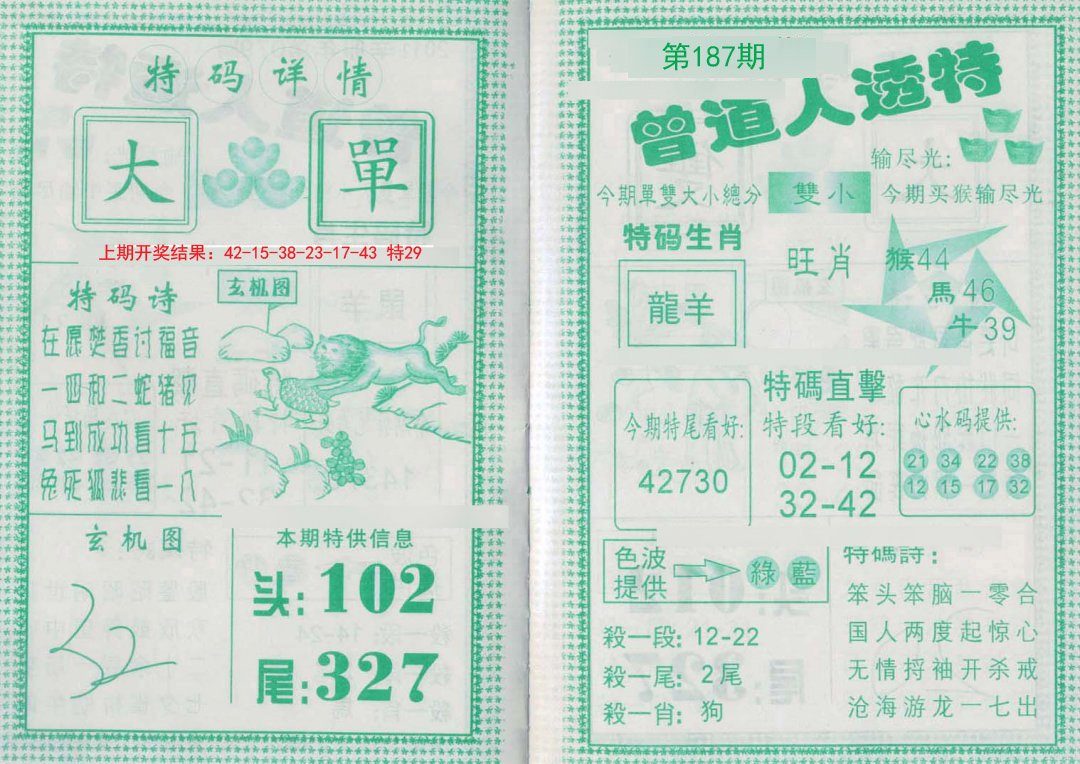 特码详情
大 單
上期开奖结果：42-15-38-23-17-43 特29
特码诗
在愿焚香讨福音
一四和二蛇猪见
马到成功看十五
兔死狐悲看一八
玄机图
玄机图
本期特供信息
头:102
尾:327
第187期
曾道人透特
输尽光:
今期單雙大小總分 雙小 今期买猴输尽光
特码生肖
龍羊
旺肖
猴44
馬46
牛39
今期特尾看好:
42730
特碼直擊
特段看好:
02-12
32-42
心水码提供:
21 34 22 38
12 15 17 32
色波提供 綠 藍
殺一段: 12-22
殺一尾: 2尾
殺一肖: 狗
特碼詩:
笨头笨脑一零合
国人两度起惊心
无情捋袖开杀戒
沧海游龙一七出